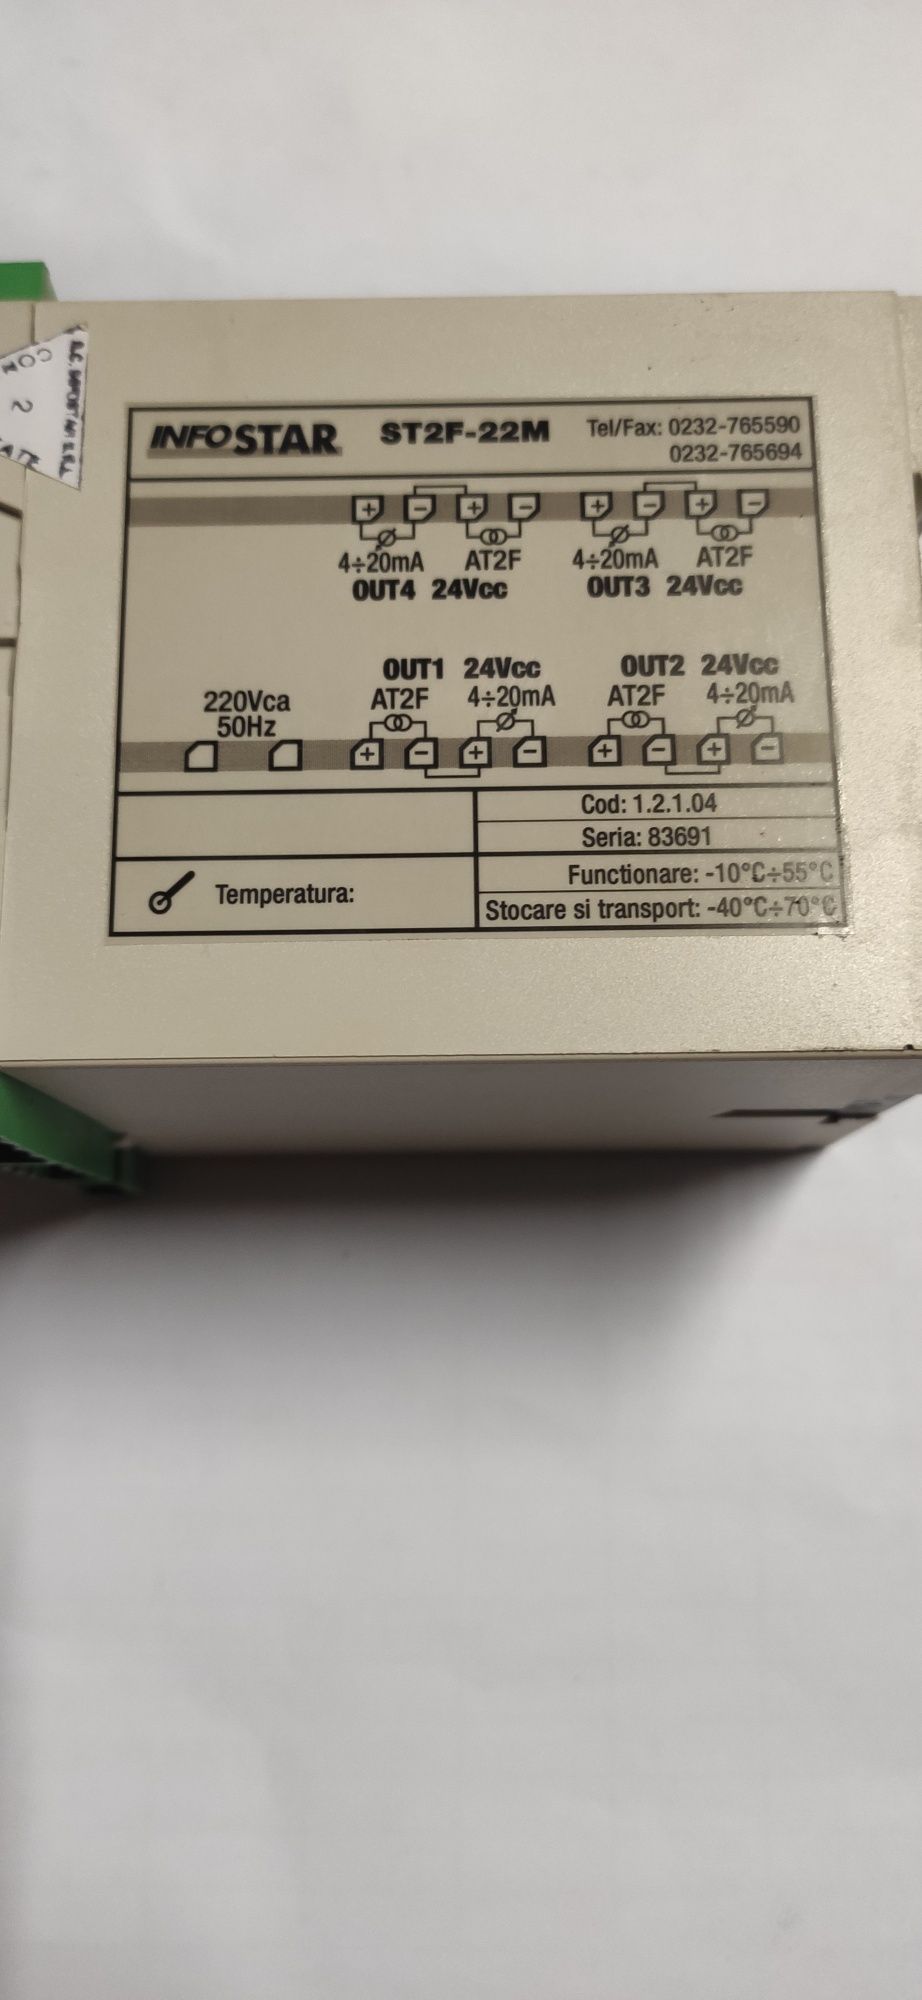 INFOSTAR ST2F-22M Tel/Fax: 0232-765590
0232-765694
+ - + - + - + -
4÷20mA AT2F 4÷20mA AT2F
OUT4 24Vcc OUT3 24Vcc
OUT1 24Vcc OUT2 24Vcc
220Vca AT2F 4÷20mA AT2F 4÷20mA
50Hz
+ - + - + - + -
Cod: 1.2.1.04
Seria: 83691
Temperatura: Functionare: -10°C÷55°C
Stocare si transport: -40°C÷70°C
2